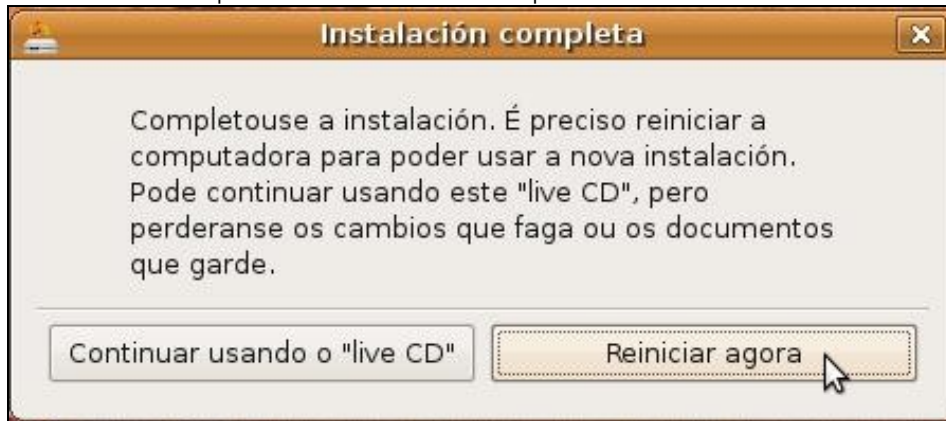 Instalación completa
Completouse a instalación. É preciso reiniciar a
computadora para poder usar a nova instalación.
Pode continuar usando este "live CD", pero
perderanse os cambios que faga ou os documentos
que garde.
Continuar usando o "live CD"
Reiniciar agora